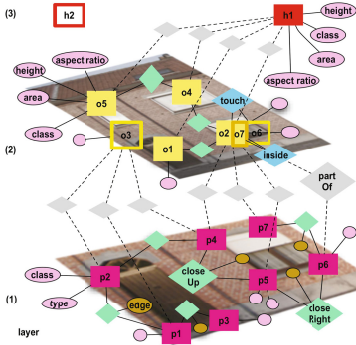 (3)
h2
h1
height
class
area
aspect ratio
aspectratio
height
area
class
o5
o4
o3
o1
o2
o7
o6
touch
inside
(2)
part
Of
p4
p7
p6
p2
p5
p1
p3
close
Up
close
Right
class
type
edge
(1)
layer